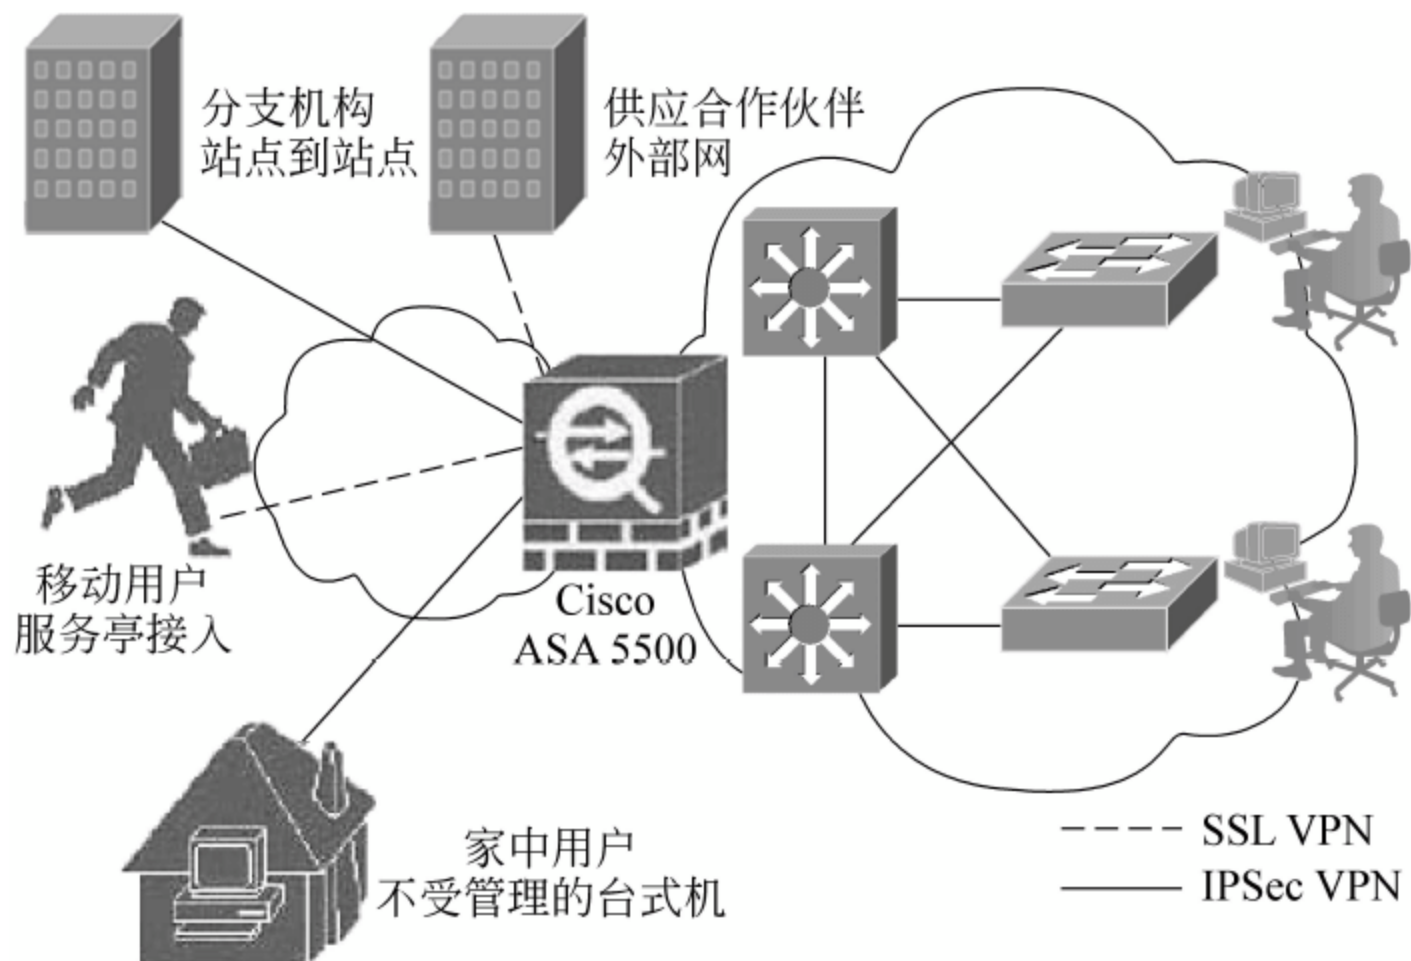 分支机构
站点到站点
供应合作伙伴
外部网
移动用户
服务亭接入
Cisco
ASA 5500
家中用户
不受管理的台式机
SSL VPN
IPSec VPN